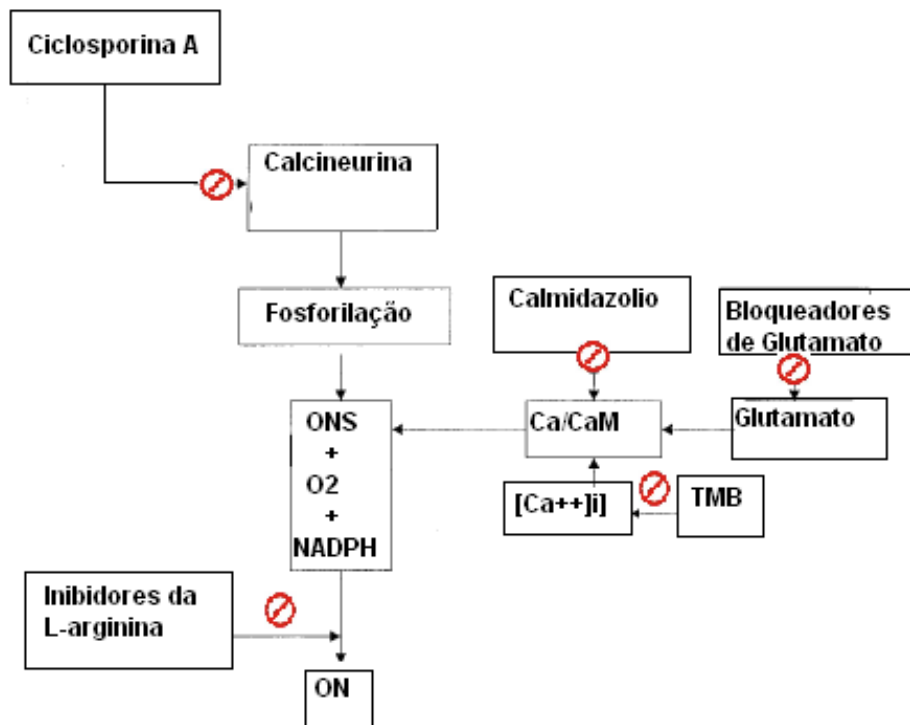 Ciclosporina A
Calcineurina
Fosforilação
Calmidazolio
Bloqueadores
de Glutamato
ONS
+
O2
+
NADPH
Ca/CaM
Glutamato
[Ca++]i]
TMB
Inibidores da
L-arginina
ON